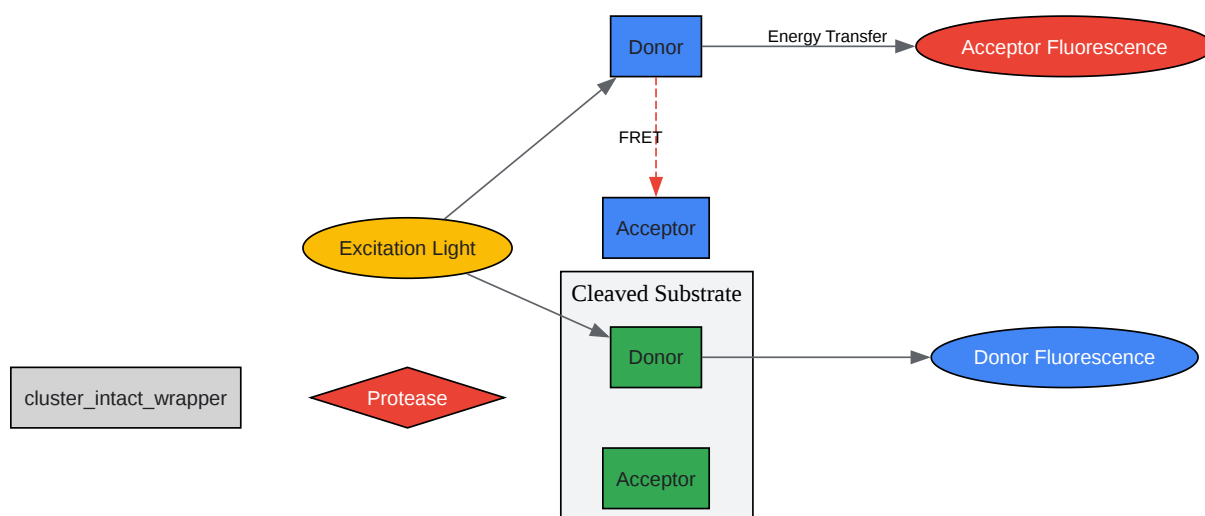 Donor
Energy Transfer
Acceptor Fluorescence
FRET
Acceptor
Excitation Light
Cleaved Substrate
Donor
Donor Fluorescence
cluster_intact_wrapper
Protease
Acceptor